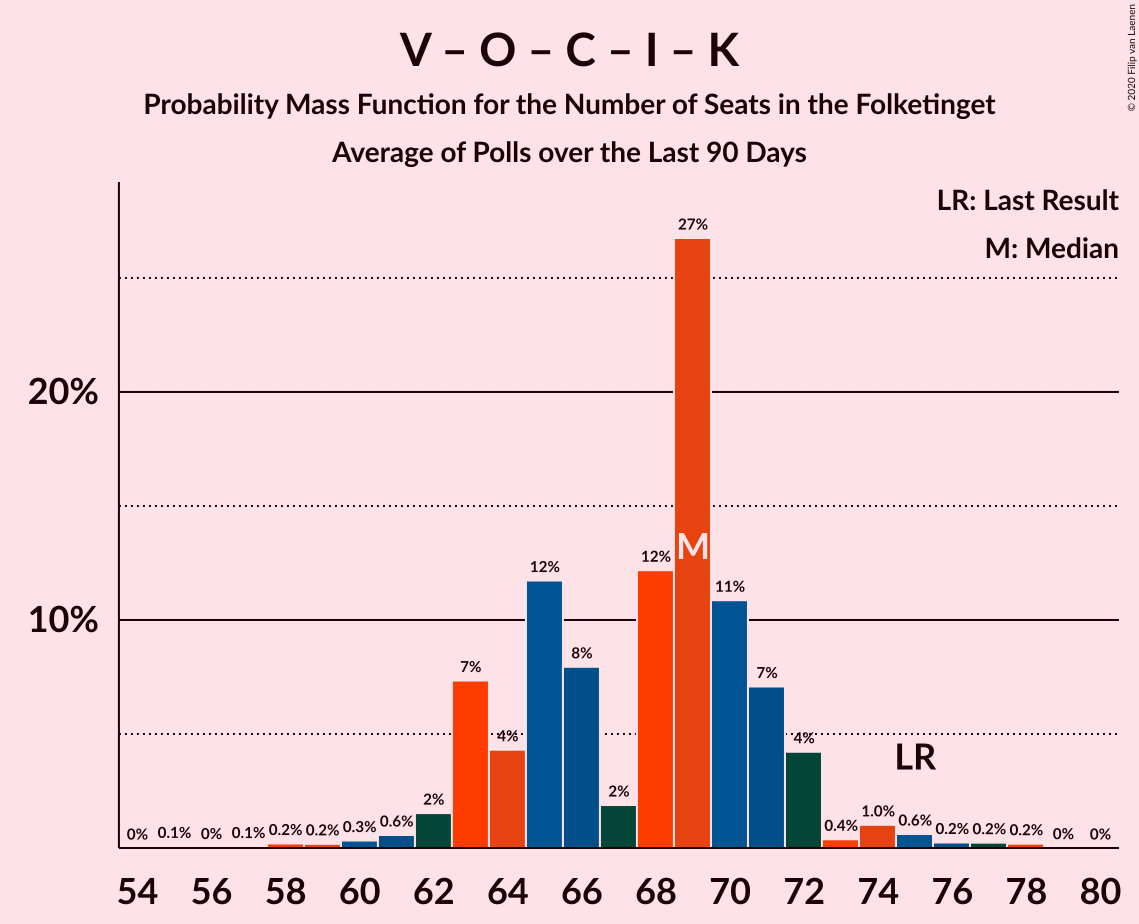 V – O – C – I – K
Probability Mass Function for the Number of Seats in the Folketinget
Average of Polls over the Last 90 Days
© 2020 Filip van Laenen
LR: Last Result
M: Median
27%
20%
M
12%
12%
11%
10%
8%
7%
7%
4%
4%
LR
2%
2%
0% 0.1% 0% 0.1% 0.2% 0.2% 0.3% 0.6% 0.4% 1.0% 0.6% 0.2% 0.2% 0.2% 0% 0%
54 56 58 60 62 64 66 68 70 72 74 76 78 80